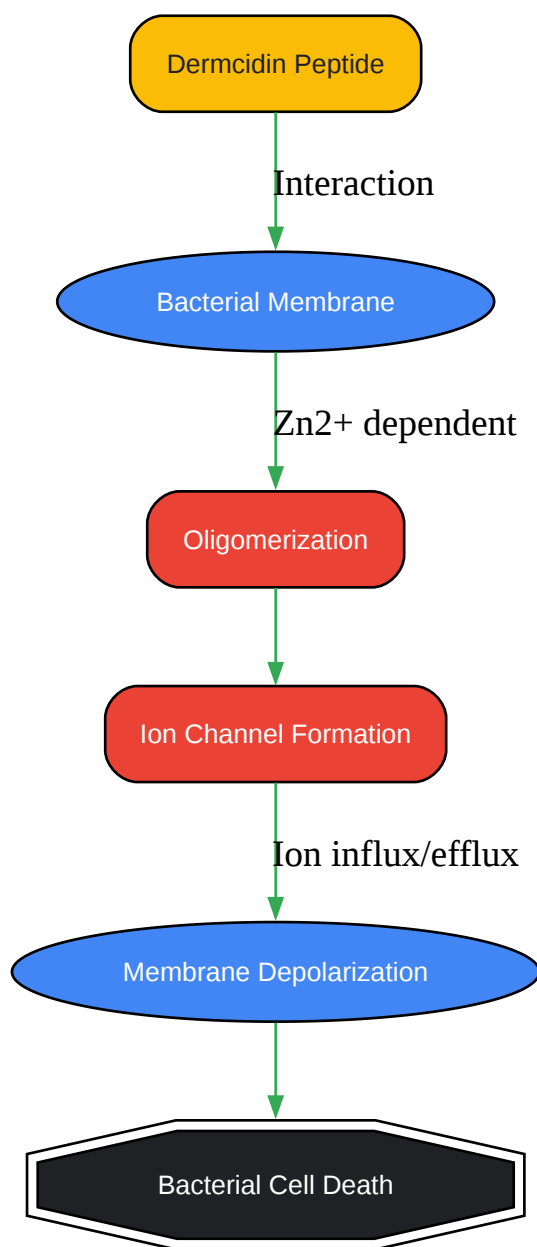 Dermcidin Peptide
Interaction
Bacterial Membrane
Zn2+ dependent
Oligomerization
Ion Channel Formation
Ion influx/efflux
Membrane Depolarization
Bacterial Cell Death